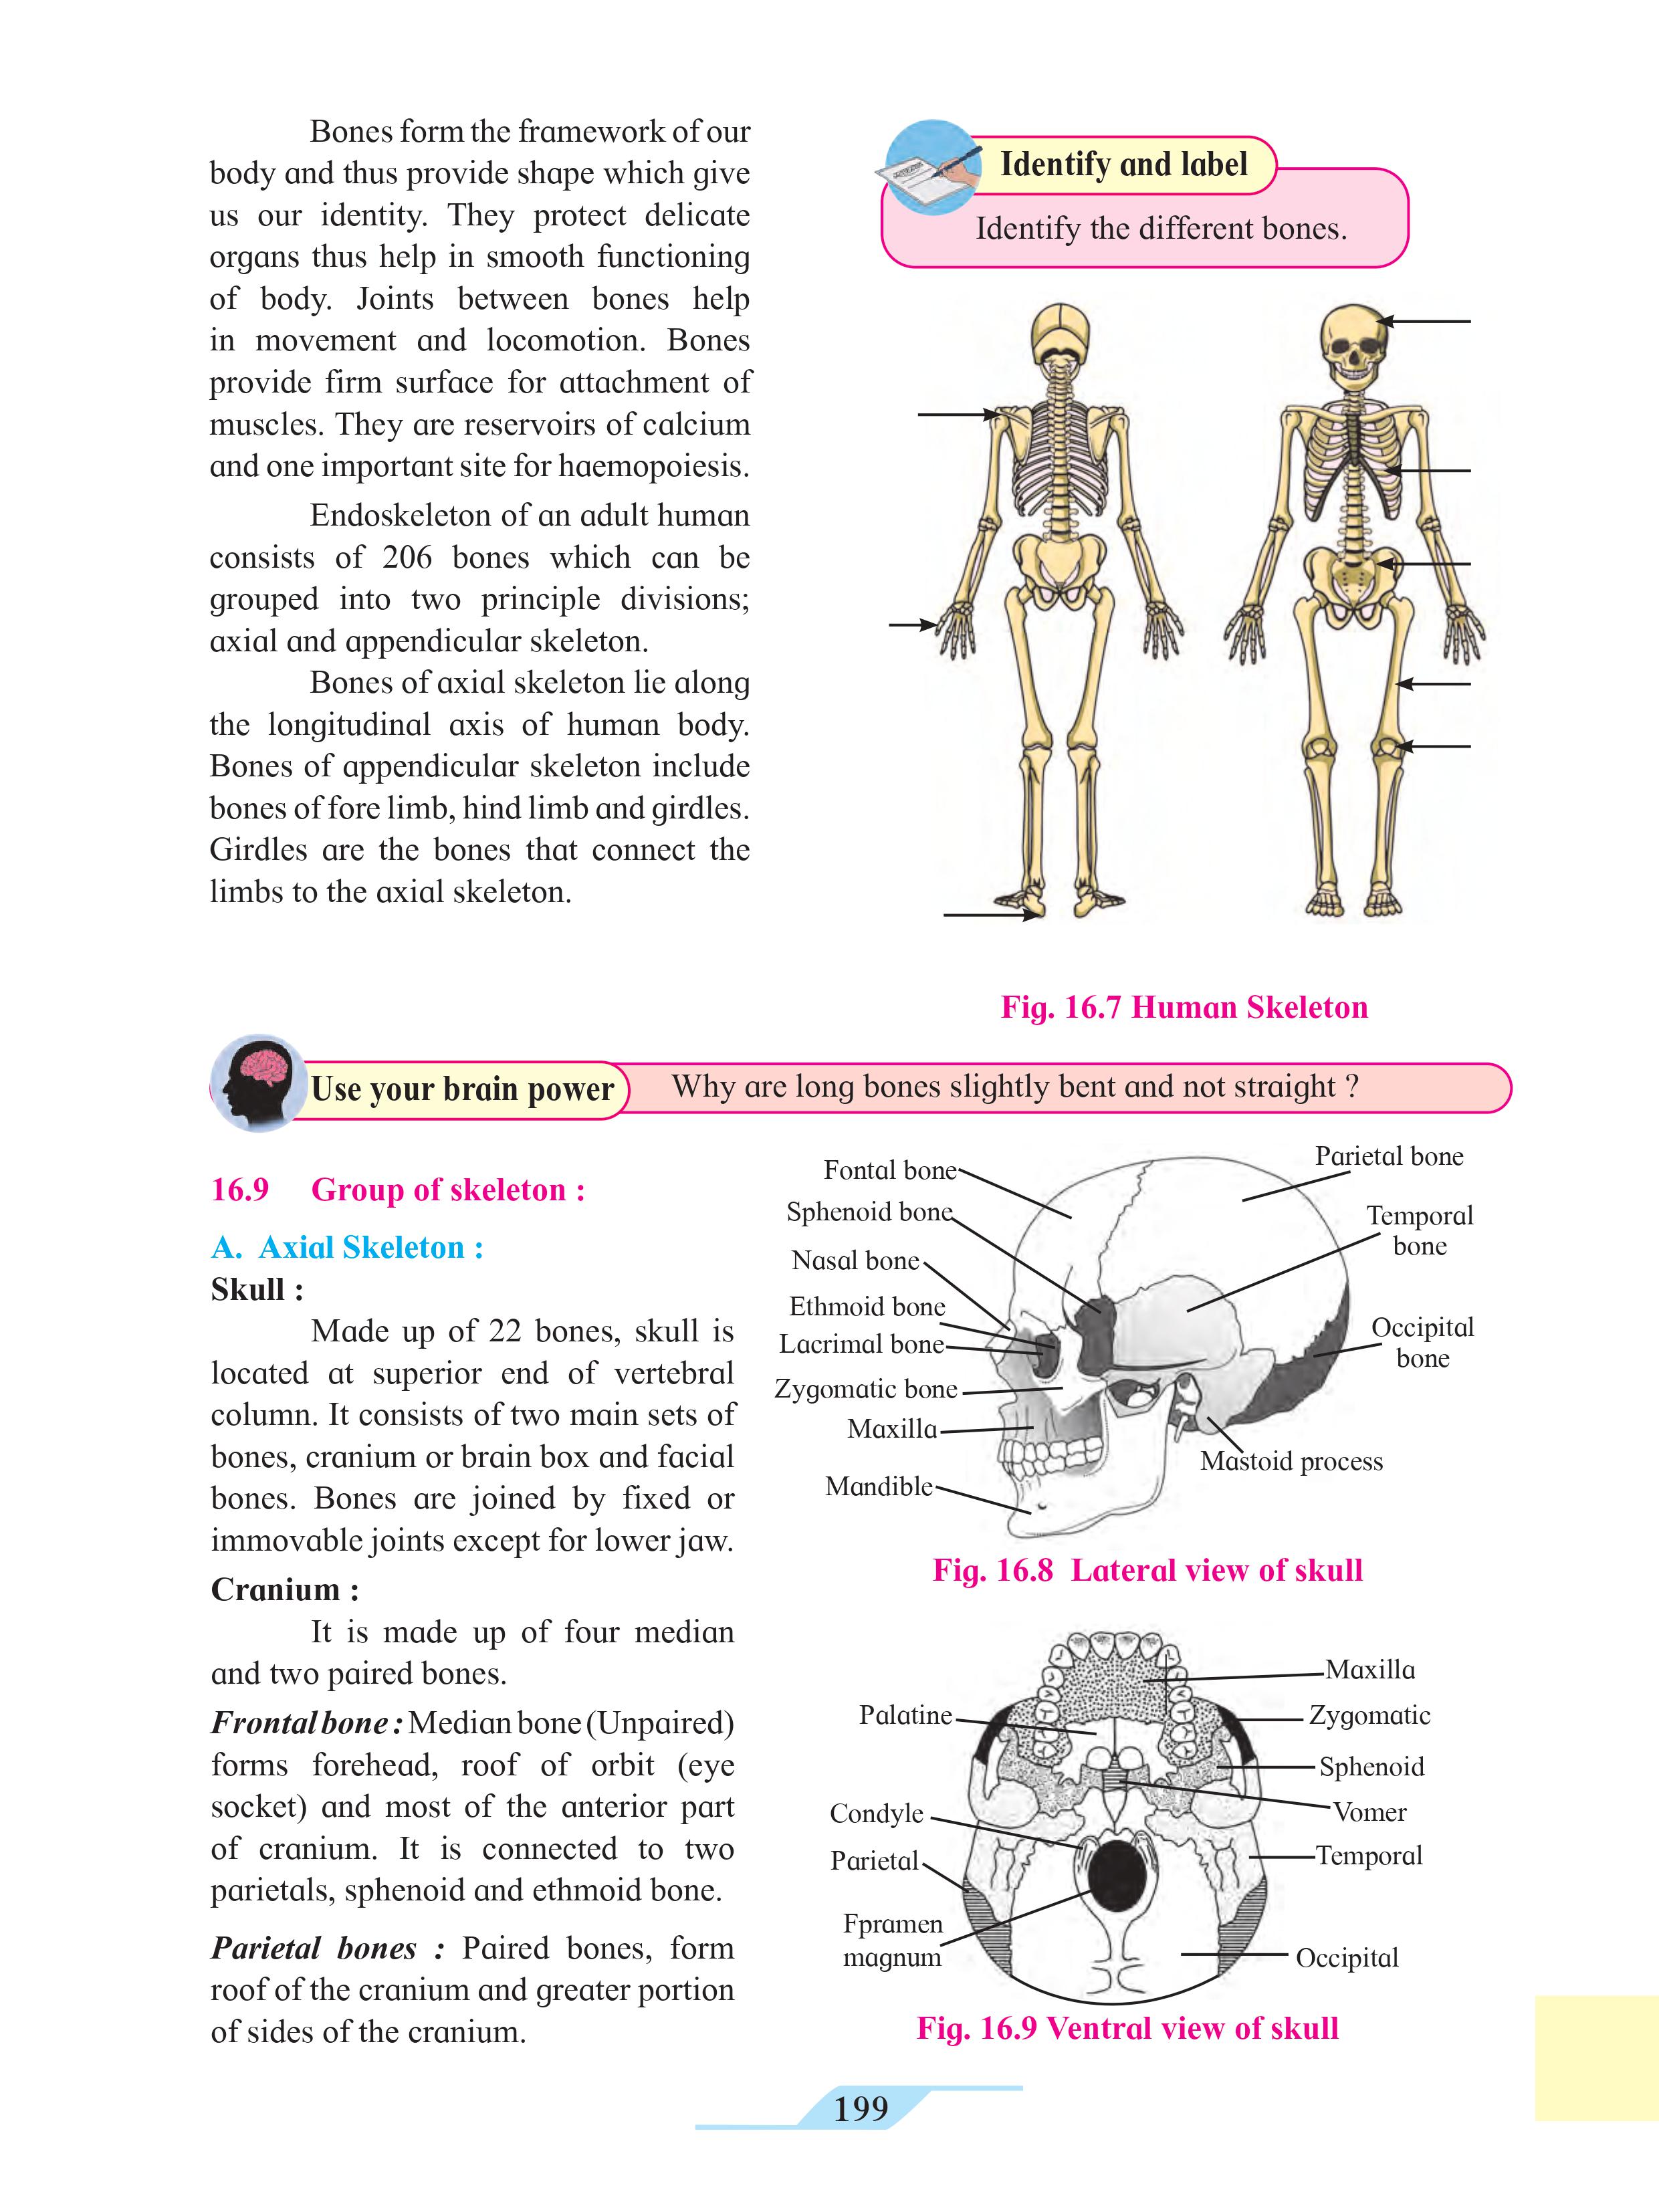 Bones form the framework of our
body and thus provide shape which give
us our identity. They protect delicate
organs thus help in smooth functioning
of body. Joints between bones help
in movement and locomotion. Bones
provide firm surface for attachment of
muscles. They are reservoirs of calcium
and one important site for haemopoiesis.
Endoskeleton of an adult human
consists of 206 bones which can be
grouped into two principle divisions;
axial and appendicular skeleton.
Bones of axial skeleton lie along
the longitudinal axis of human body.
Bones of appendicular skeleton include
bones of fore limb, hind limb and girdles.
Girdles are the bones that connect the
limbs to the axial skeleton.
Identify and label
Identify the different bones.
Fig. 16.7 Human Skeleton
Use your brain power
Why are long bones slightly bent and not straight ?
16.9 Group of skeleton :
A. Axial Skeleton :
Skull :
Made up of 22 bones, skull is
located at superior end of vertebral
column. It consists of two main sets of
bones, cranium or brain box and facial
bones. Bones are joined by fixed or
immovable joints except for lower jaw.
Cranium :
It is made up of four median
and two paired bones.
Frontal bone : Median bone (Unpaired)
forms forehead, roof of orbit (eye
socket) and most of the anterior part
of cranium. It is connected to two
parietals, sphenoid and ethmoid bone.
Parietal bones : Paired bones, form
roof of the cranium and greater portion
of sides of the cranium.
Fontal bone
Sphenoid bone
Nasal bone
Ethmoid bone
Lacrimal bone
Zygomatic bone
Maxilla
Mandible
Parietal bone
Temporal
bone
Occipital
bone
Mastoid process
Fig. 16.8 Lateral view of skull
Palatine
Condyle
Parietal
Fpramen
magnum
Maxilla
Zygomatic
Sphenoid
Vomer
Temporal
Occipital
Fig. 16.9 Ventral view of skull
199